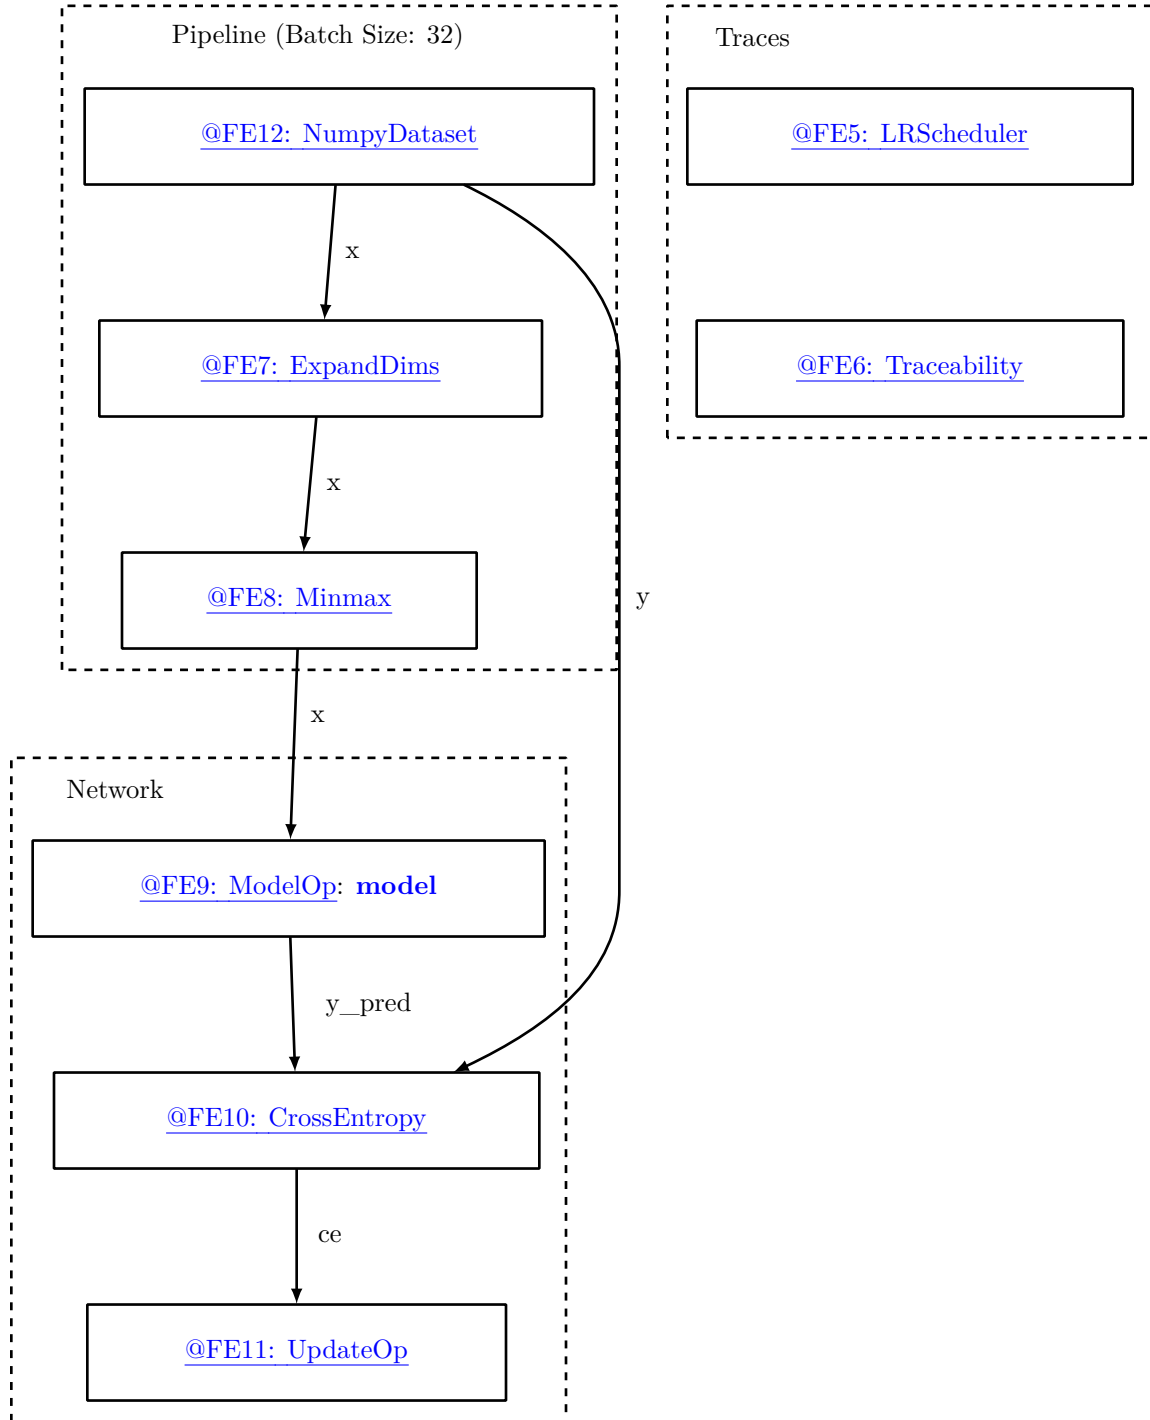 Pipeline (Batch Size: 32)
@FE12: NumpyDataset
x
@FE7: ExpandDims
x
@FE8: Minmax
y
x
Network
@FE9: ModelOp: model
y_pred
@FE10: CrossEntropy
ce
@FE11: UpdateOp
Traces
@FE5: LRScheduler
@FE6: Traceability